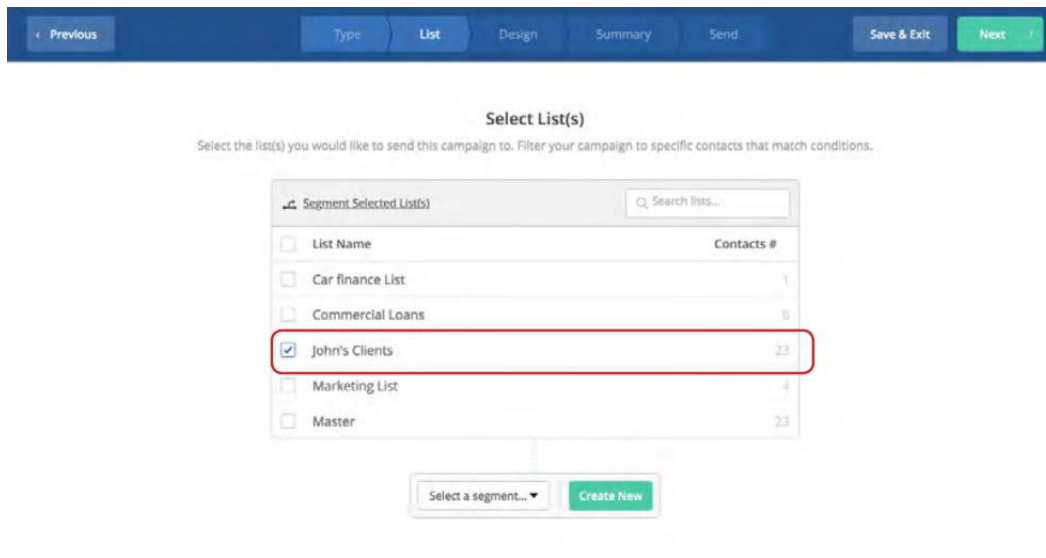 Previous
Type List Design Summary Send
Save & Exit Next
Select List(s)
Select the list(s) you would like to send this campaign to. Filter your campaign to specific contacts that match conditions.
Segment Selected List(s) Search lists...
List Name Contacts #
Car finance List 1
Commercial Loans
John's Clients 23
Marketing List 4
Master 23
Select a segment... Create New